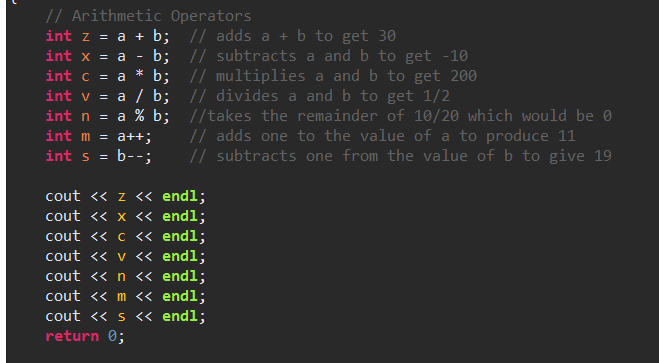 {
// Arithmetic Operators
int z = a + b;  // adds a + b to get 30
int x = a - b;  // subtracts a and b to get -10
int c = a * b;  // multiplies a and b to get 200
int v = a / b;  // divides a and b to get 1/2
int n = a % b;  //takes the remainder of 10/20 which would be 0
int m = a++;    // adds one to the value of a to produce 11
int s = b--;    // subtracts one from the value of b to give 19
cout << z << endl;
cout << x << endl;
cout << c << endl;
cout << v << endl;
cout << n << endl;
cout << m << endl;
cout << s << endl;
return 0;